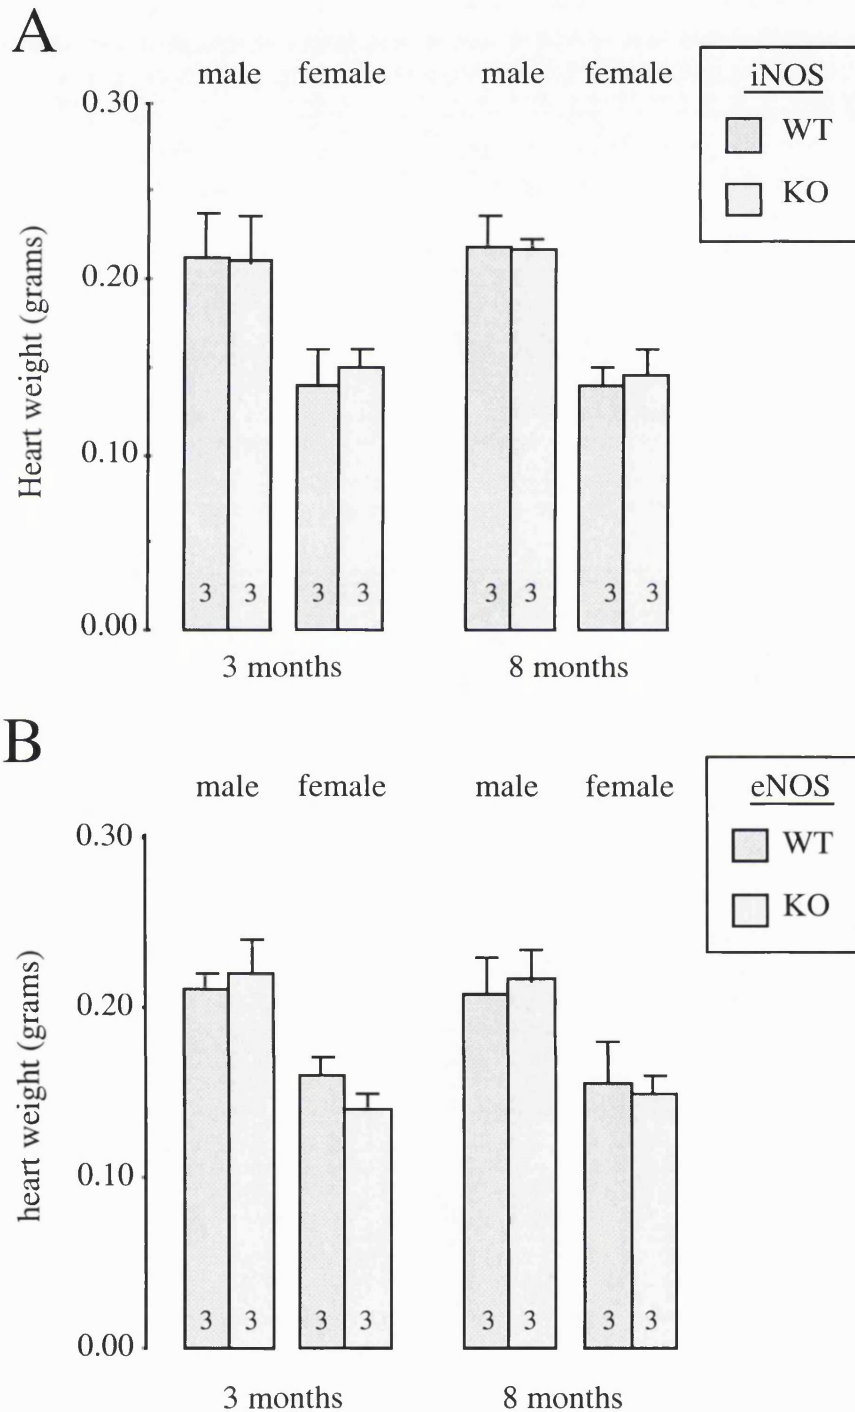 A
male female male female
iNOS
WT
KO
0.30
0.20
0.10
0.00
Heart weight (grams)
3 3 3 3 3 3 3 3
3 months 8 months
B
male female male female
eNOS
WT
KO
0.30
0.20
0.10
0.00
heart weight (grams)
3 3 3 3 3 3 3 3
3 months 8 months